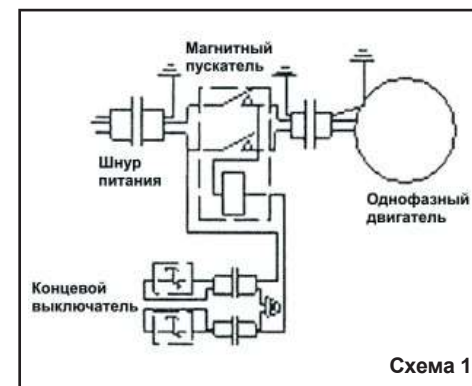 Магнитный
пускатель
Шнур
питания
Однофазный
двигатель
Концевой
выключатель
Схема 1